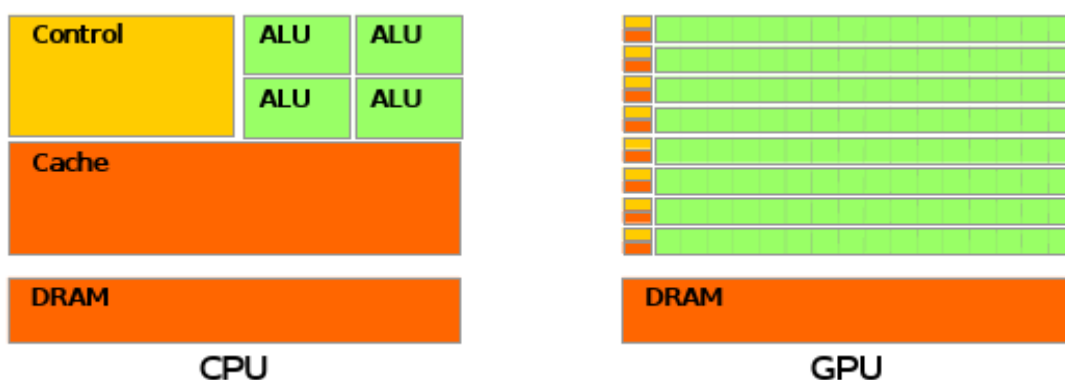 Control
ALU ALU
ALU ALU
Cache
DRAM
CPU
DRAM
GPU